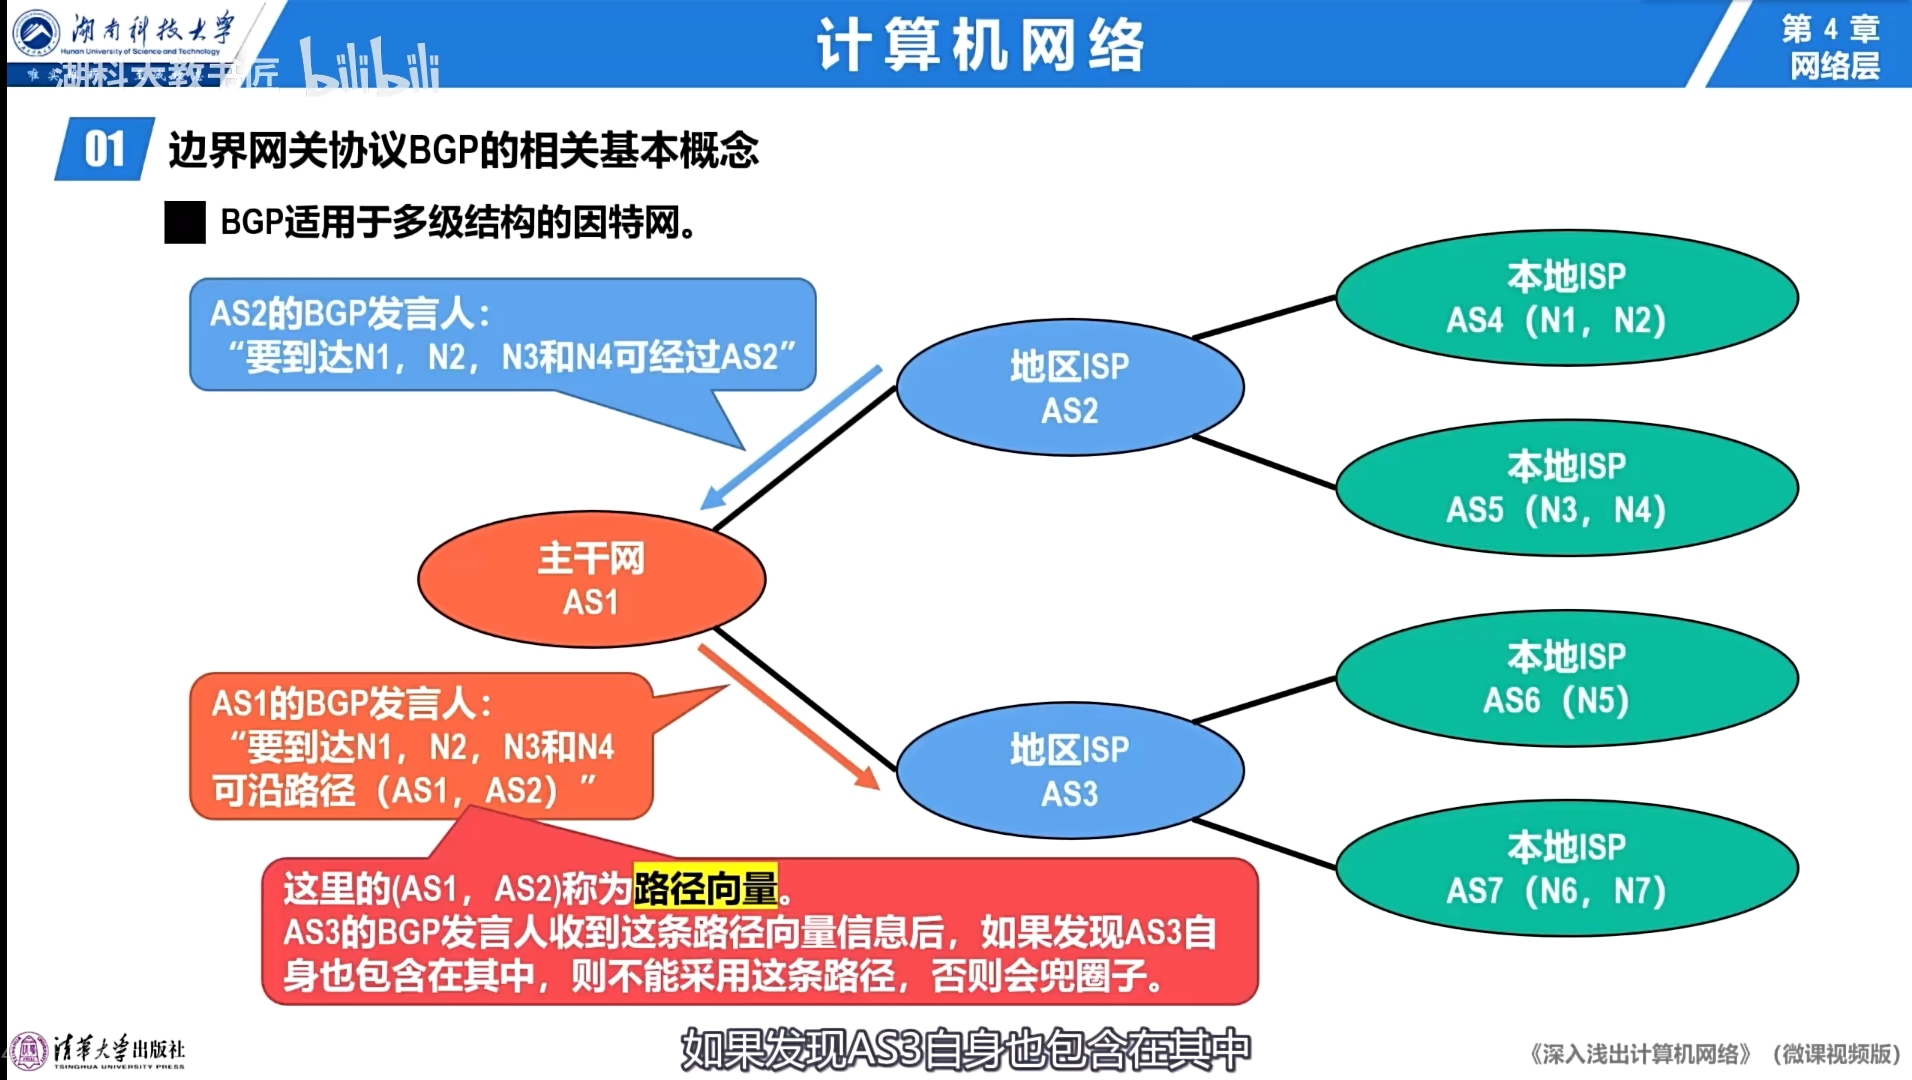 湖南科技大学
Hunan University of Science and Technology
湖科大教书匠 bilibili
计算机网络
第 4 章
网络层
01 边界网关协议BGP的相关基本概念
BGP适用于多级结构的因特网。
AS2的BGP发言人：
“要到达N1，N2，N3和N4可经过AS2”
地区ISP
AS2
本地ISP
AS4（N1，N2）
本地ISP
AS5（N3，N4）
主干网
AS1
AS1的BGP发言人：
“要到达N1，N2，N3和N4
可沿路径（AS1，AS2）”
地区ISP
AS3
本地ISP
AS6（N5）
本地ISP
AS7（N6，N7）
这里的(AS1，AS2)称为路径向量。
AS3的BGP发言人收到这条路径向量信息后，如果发现AS3自
身也包含在其中，则不能采用这条路径，否则会兜圈子。
如果发现AS3自身也包含在其中
清华大学出版社
TSINGHUA UNIVERSITY PRESS
《深入浅出计算机网络》（微课视频版）